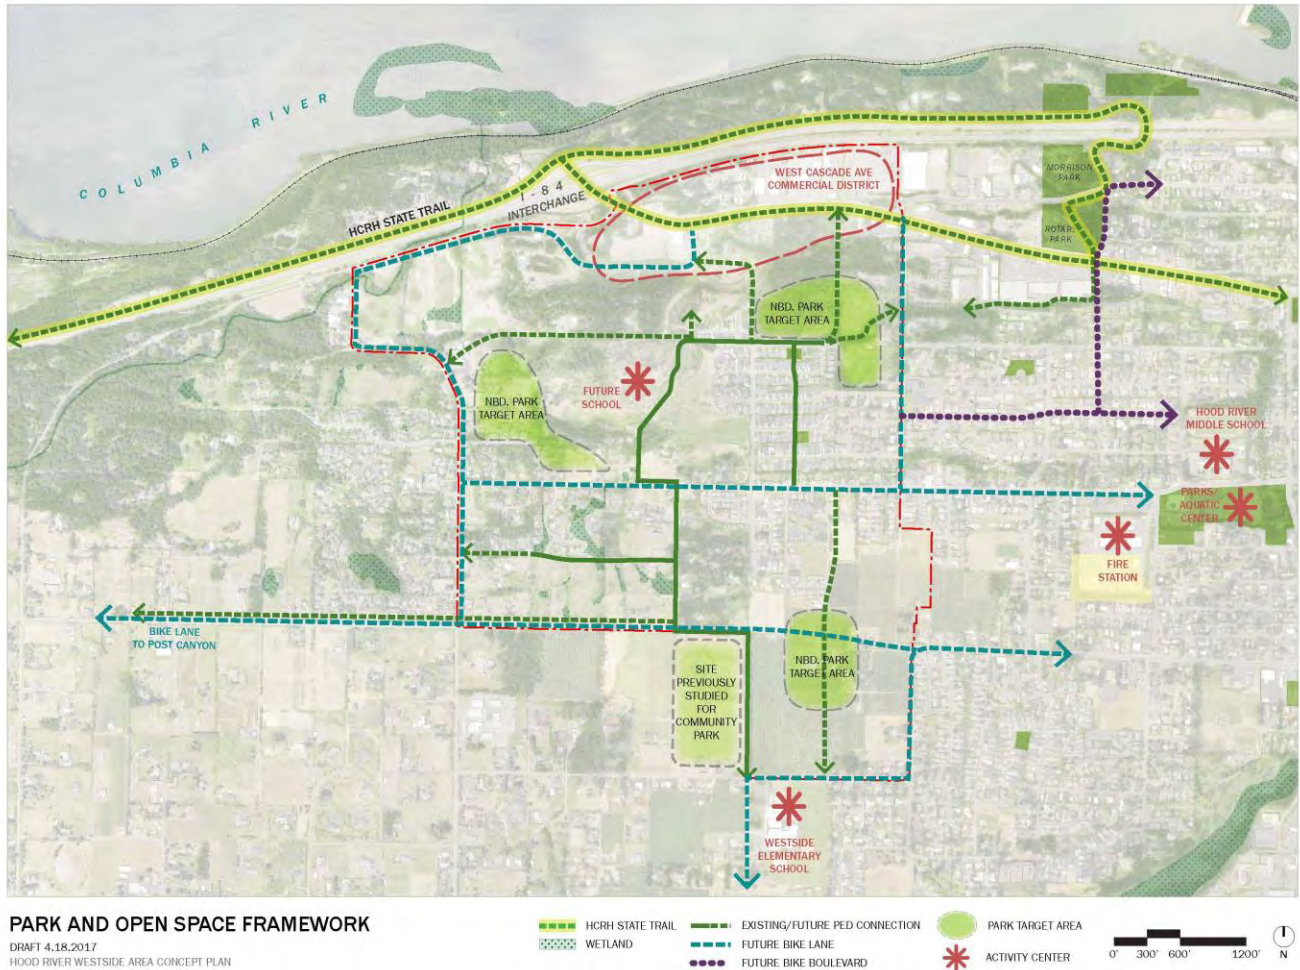 COLUMBIA RIVER
HCRH STATE TRAIL
I-84
INTERCHANGE
WEST CASCADE AVE
COMMERCIAL DISTRICT
MORRISON
PARK
ROTARY
PARK
NBD. PARK
TARGET AREA
NBD. PARK
TARGET AREA
FUTURE
SCHOOL
HOOD RIVER
MIDDLE SCHOOL
PARKS/
AQUATIC
CENTER
FIRE
STATION
BIKE LANE
TO POST CANYON
SITE
PREVIOUSLY
STUDIED
FOR
COMMUNITY
PARK
NBD. PARK
TARGET AREA
WESTSIDE
ELEMENTARY
SCHOOL
PARK AND OPEN SPACE FRAMEWORK
DRAFT 4.18.2017
HOOD RIVER WESTSIDE AREA CONCEPT PLAN
HCRH STATE TRAIL
WETLAND
EXISTING/FUTURE PED CONNECTION
FUTURE BIKE LANE
FUTURE BIKE BOULEVARD
PARK TARGET AREA
ACTIVITY CENTER
0' 300' 600' 1200'
N